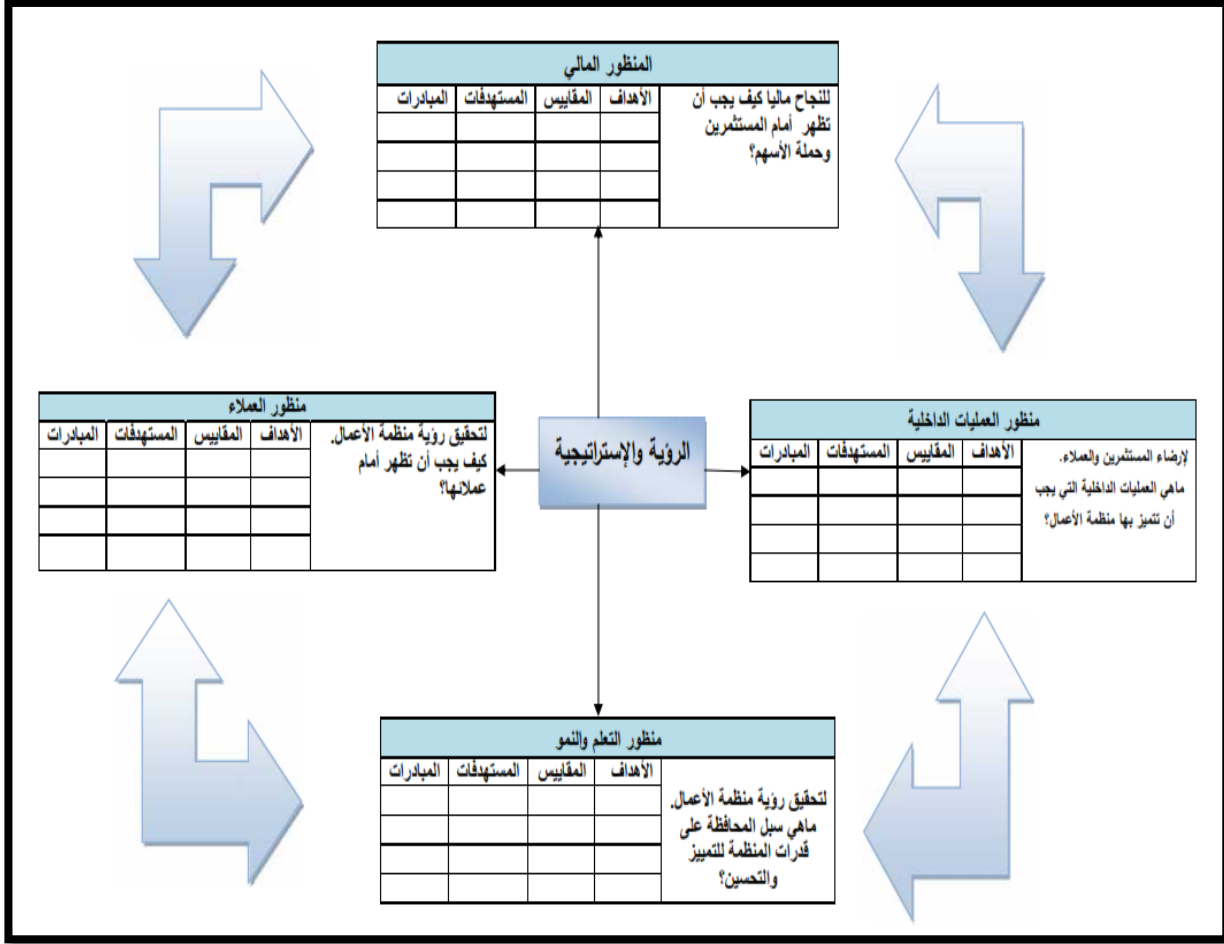 المنظور المالي
للنجاح ماليا كيف يجب أن
تظهر أمام المستثمرين
وحملة الأسهم؟
الأهداف المقاييس المستهدفات المبادرات
منظور العمليات الداخلية
لإرضاء المستثمرين والعملاء.
ماهي العمليات الداخلية التي يجب
أن تتميز بها منظمة الأعمال؟
الأهداف المقاييس المستهدفات المبادرات
الرؤية والإستراتيجية
منظور العملاء
لتحقيق رؤية منظمة الأعمال.
كيف يجب أن تظهر أمام
عملائها؟
الأهداف المقاييس المستهدفات المبادرات
منظور التعلم والنمو
لتحقيق رؤية منظمة الأعمال.
ماهي سبل المحافظة على
قدرات المنظمة للتمييز
والتحسين؟
الأهداف المقاييس المستهدفات المبادرات